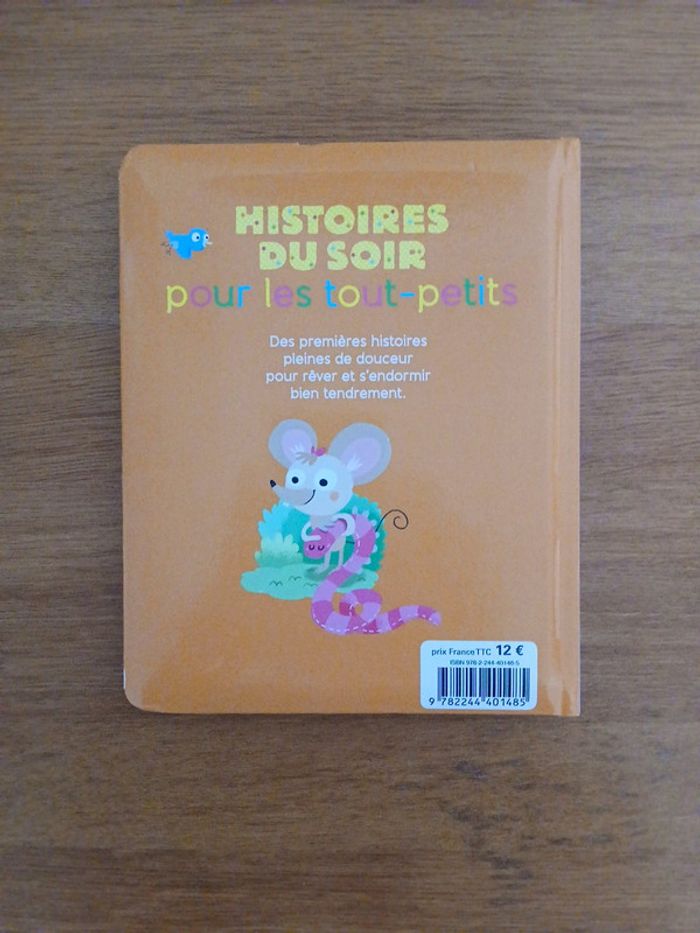 HISTOIRES
DU SOIR
pour les tout-petits
Des premières histoires
pleines de douceur
pour rêver et s'endormir
bien tendrement.
prix France TTC 12 €
ISBN 978-2-244-40148-5
9 782244 401485